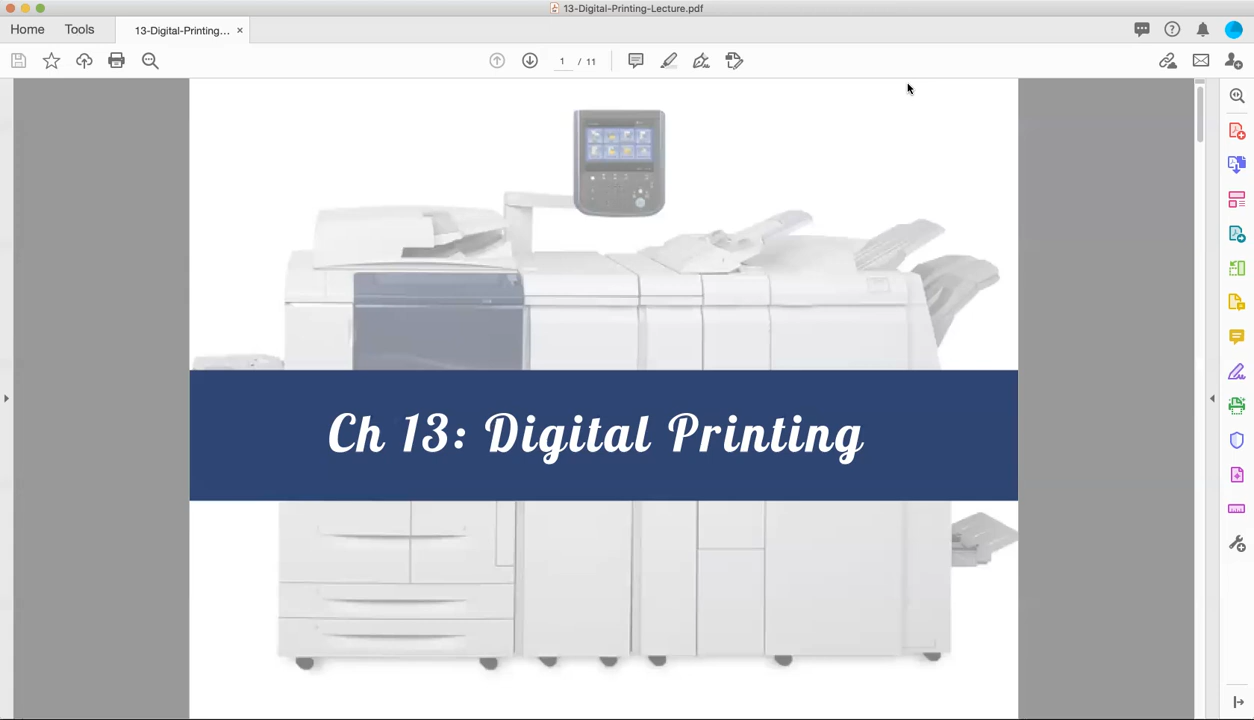 13-Digital-Printing-Lecture.pdf
Home
Tools
13-Digital-Printing...
1 / 11
Ch 13: Digital Printing